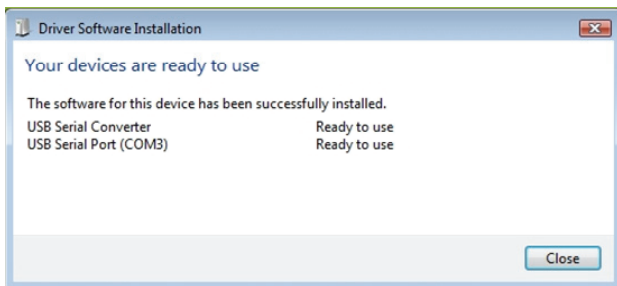 Driver Software Installation
Your devices are ready to use
The software for this device has been successfully installed.
USB Serial Converter Ready to use
USB Serial Port (COM3) Ready to use
Close